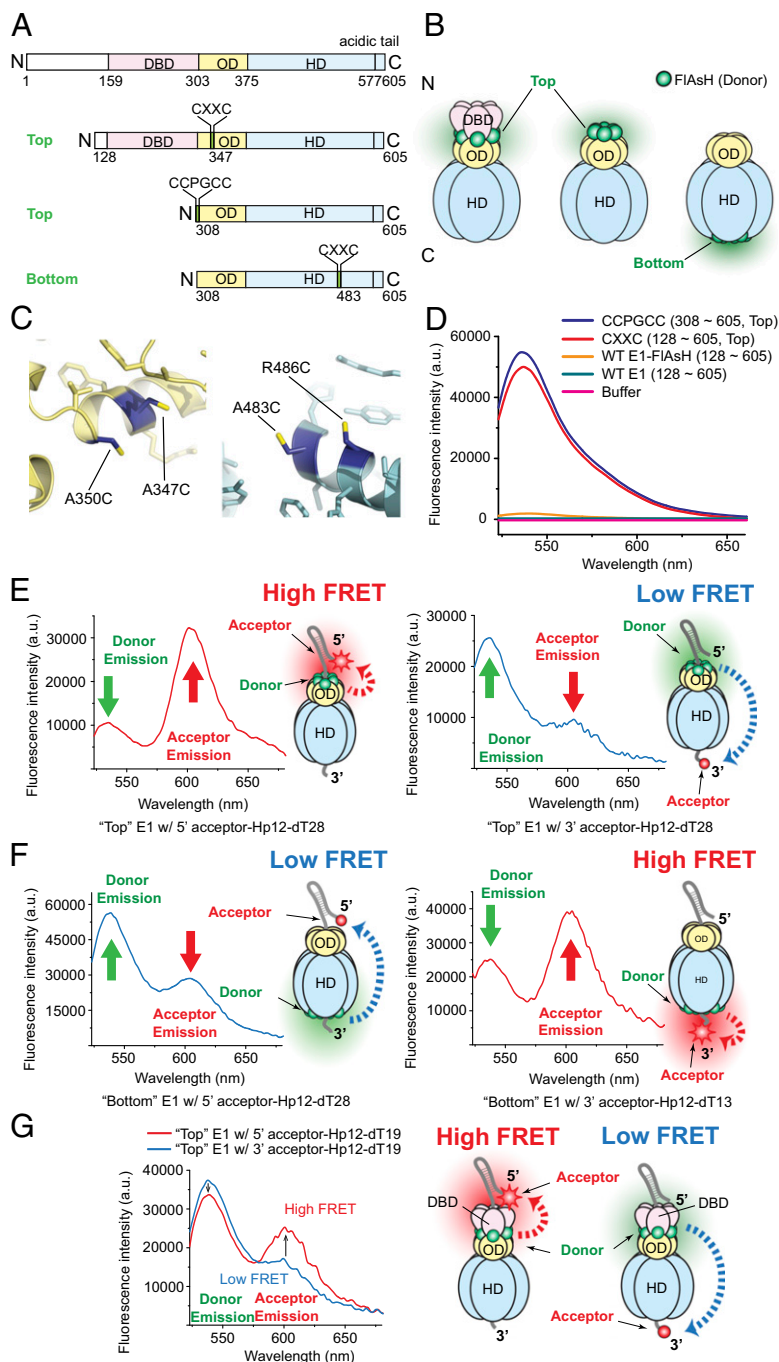 A
acidic tail
N DBD OD HD C
1 159 303 375 577 605
CXXC
Top N DBD OD HD C
128 347 605
CCPGCC
Top N OD HD C
308 605
CXXC
Bottom N OD HD C
308 483 605
B
N
FlAsH (Donor)
Top
DBD
OD OD OD
HD HD HD
C
Bottom
C
R486C
A483C
A350C
A347C
D
CCPGCC (308 ~ 605, Top)
CXXC (128 ~ 605, Top)
WT E1-FlAsH (128 ~ 605)
WT E1 (128 ~ 605)
Buffer
Fluorescence intensity (a.u.)
60000
40000
20000
0
550 600 650
Wavelength (nm)
E
High FRET
Fluorescence intensity (a.u.)
30000
20000
10000
Donor
Emission
Acceptor
Emission
Acceptor
5’
Donor
OD
HD
3’
550 600 650
Wavelength (nm)
“Top” E1 w/ 5’ acceptor-Hp12-dT28
Low FRET
Fluorescence intensity (a.u.)
30000
20000
10000
Acceptor
Emission
Donor
Emission
Donor
5’
OD
HD
3’
Acceptor
550 600 650
Wavelength (nm)
“Top” E1 w/ 3’ acceptor-Hp12-dT28
F
Low FRET
Fluorescence intensity (a.u.)
60000
45000
30000
15000
Donor
Emission
Acceptor
Emission
Acceptor
5’
OD
HD
Donor
3’
550 600 650
Wavelength (nm)
“Bottom” E1 w/ 5’ acceptor-Hp12-dT28
High FRET
Fluorescence intensity (a.u.)
40000
30000
20000
10000
Donor
Emission
Acceptor
Emission
5’
OD
HD
Donor
3’
Acceptor
550 600 650
Wavelength (nm)
“Bottom” E1 w/ 3’ acceptor-Hp12-dT13
G
“Top” E1 w/ 5’ acceptor-Hp12-dT19
“Top” E1 w/ 3’ acceptor-Hp12-dT19
Fluorescence intensity (a.u.)
40000
30000
20000
10000
0
High FRET
Low FRET
Donor
Emission
Acceptor
Emission
550 600 650
Wavelength (nm)
High FRET
5’
Acceptor
DBD
OD
HD
3’
Low FRET
5’
DBD
Donor
OD
HD
Acceptor
3’